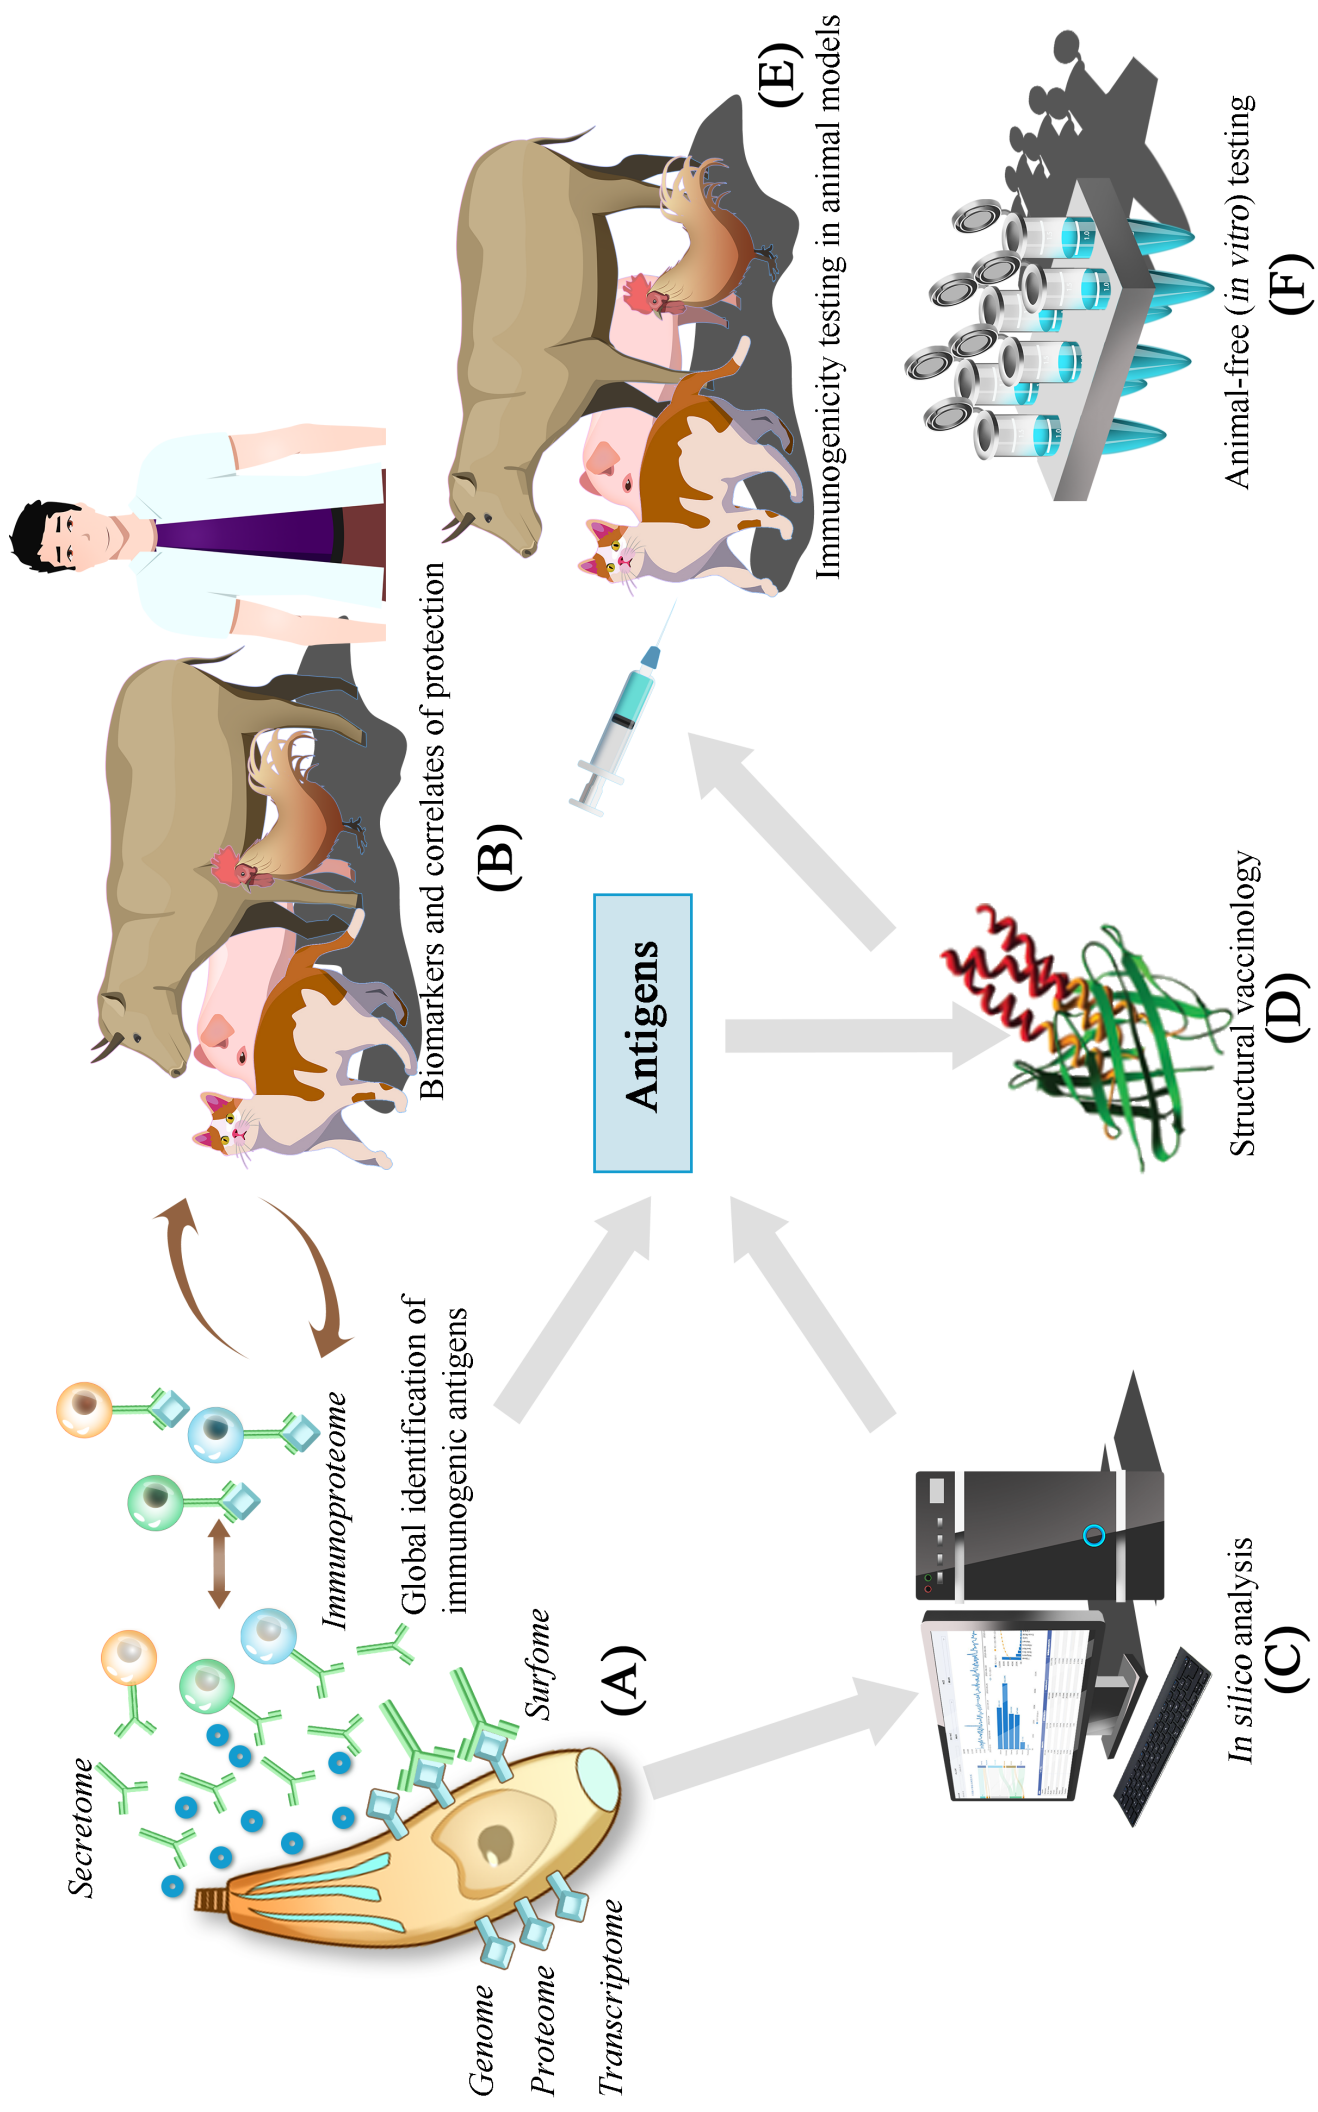 Secretome
Immunoproteome
Global identification of
immunogenic antigens
Surfome
Genome
Proteome
Transcriptome
(A)
Biomarkers and correlates of protection
(B)
Antigens
In silico analysis
(C)
Structural vaccinology
(D)
(E)
Immunogenicity testing in animal models
Animal-free (in vitro) testing
(F)